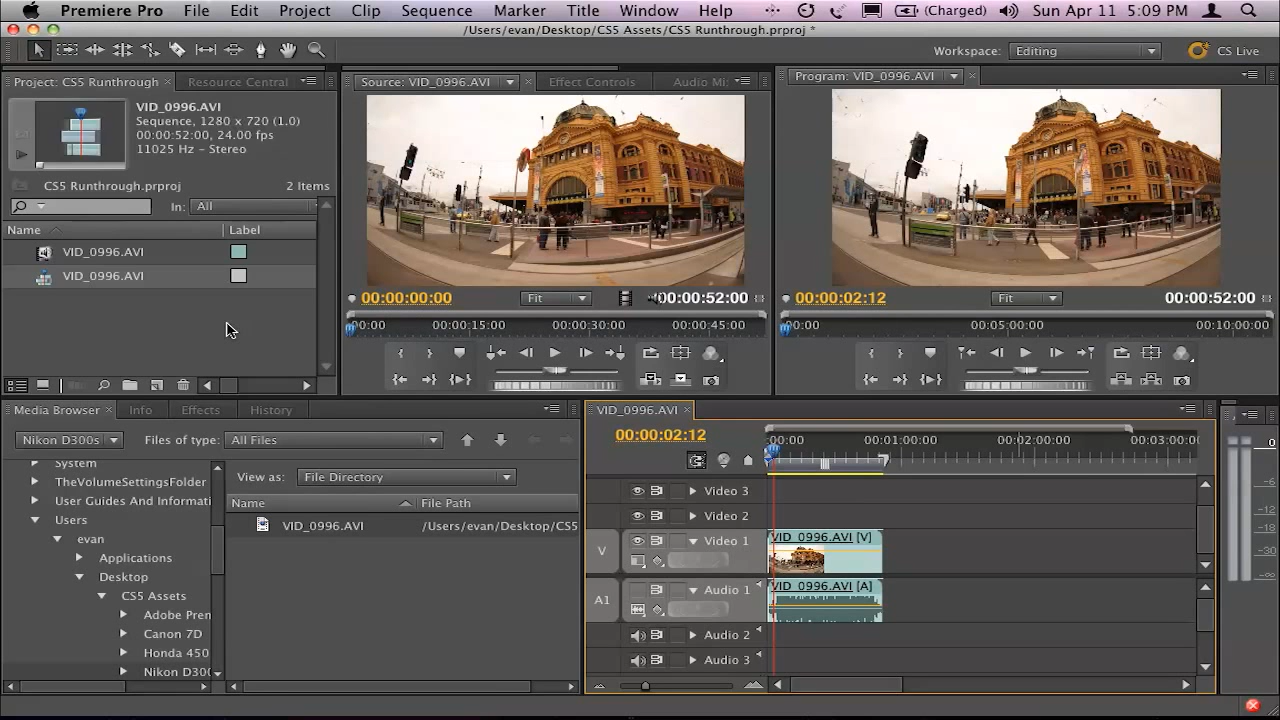 Premiere Pro File Edit Project Clip Sequence Marker Title Window Help (Charged) Sun Apr 11 5:09 PM
/Users/evan/Desktop/CS5 Assets/CS5 Runthrough.prproj *
Workspace: Editing CS Live
Project: CS5 Runthrough × Resource Central
VID_0996.AVI
Sequence, 1280 x 720 (1.0)
00:00:52:00, 24.00 fps
11025 Hz - Stereo
CS5 Runthrough.prproj 2 Items
In: All
Name Label
VID_0996.AVI
VID_0996.AVI
Source: VID_0996.AVI × Effect Controls Audio Mi:
00:00:00:00 Fit 00:00:52:00
00:00 00:00:15:00 00:00:30:00 00:00:45:00
Program: VID_0996.AVI ×
00:00:02:12 Fit 00:00:52:00
00:00 00:05:00:00 00:10:00:00
Media Browser × Info Effects History
Nikon D300s Files of type: All Files
System
TheVolumeSettingsFolder
User Guides And Informati
Users
evan
Applications
Desktop
CS5 Assets
Adobe Pren
Canon 7D
Honda 450
Nikon D300
View as: File Directory
Name File Path
VID_0996.AVI /Users/evan/Desktop/CS5
VID_0996.AVI ×
00:00:02:12 :00:00 00:01:00:00 00:02:00:00 00:03:00:0
Video 3
Video 2
V Video 1 VID_0996.AVI [V]
A1 Audio 1 VID_0996.AVI [A]
Audio 2
Audio 3
0
-6
-12
-18
-30
-∞